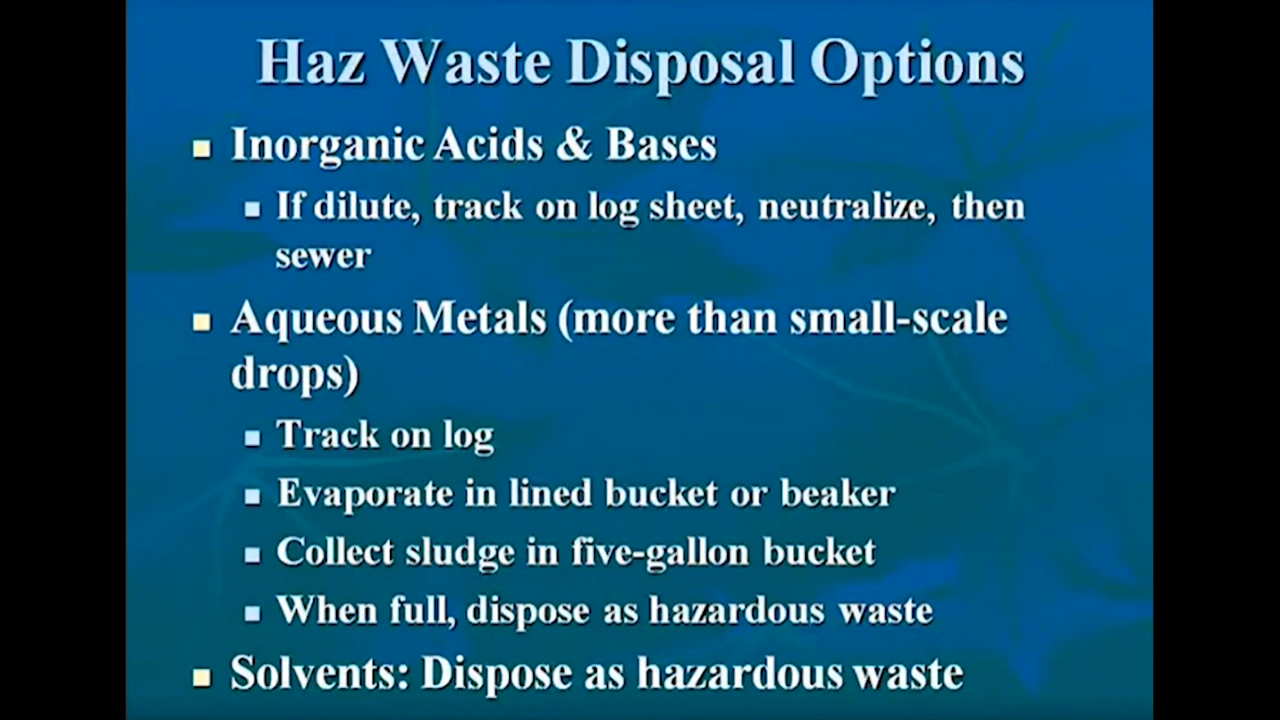 Haz Waste Disposal Options
Inorganic Acids & Bases
If dilute, track on log sheet, neutralize, then
sewer
Aqueous Metals (more than small-scale
drops)
Track on log
Evaporate in lined bucket or beaker
Collect sludge in five-gallon bucket
When full, dispose as hazardous waste
Solvents: Dispose as hazardous waste